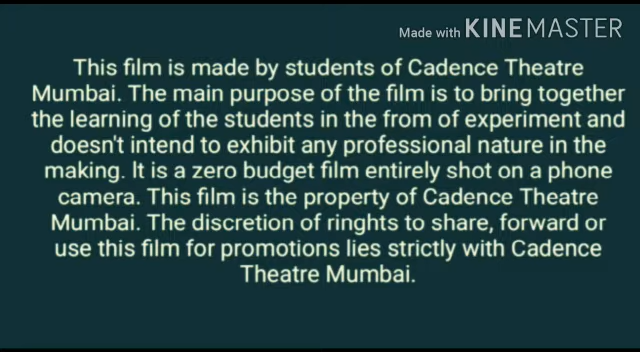 Made with KINEMASTER
This film is made by students of Cadence Theatre
Mumbai. The main purpose of the film is to bring together
the learning of the students in the from of experiment and
doesn't intend to exhibit any professional nature in the
making. It is a zero budget film entirely shot on a phone
camera. This film is the property of Cadence Theatre
Mumbai. The discretion of ringhts to share, forward or
use this film for promotions lies strictly with Cadence
Theatre Mumbai.